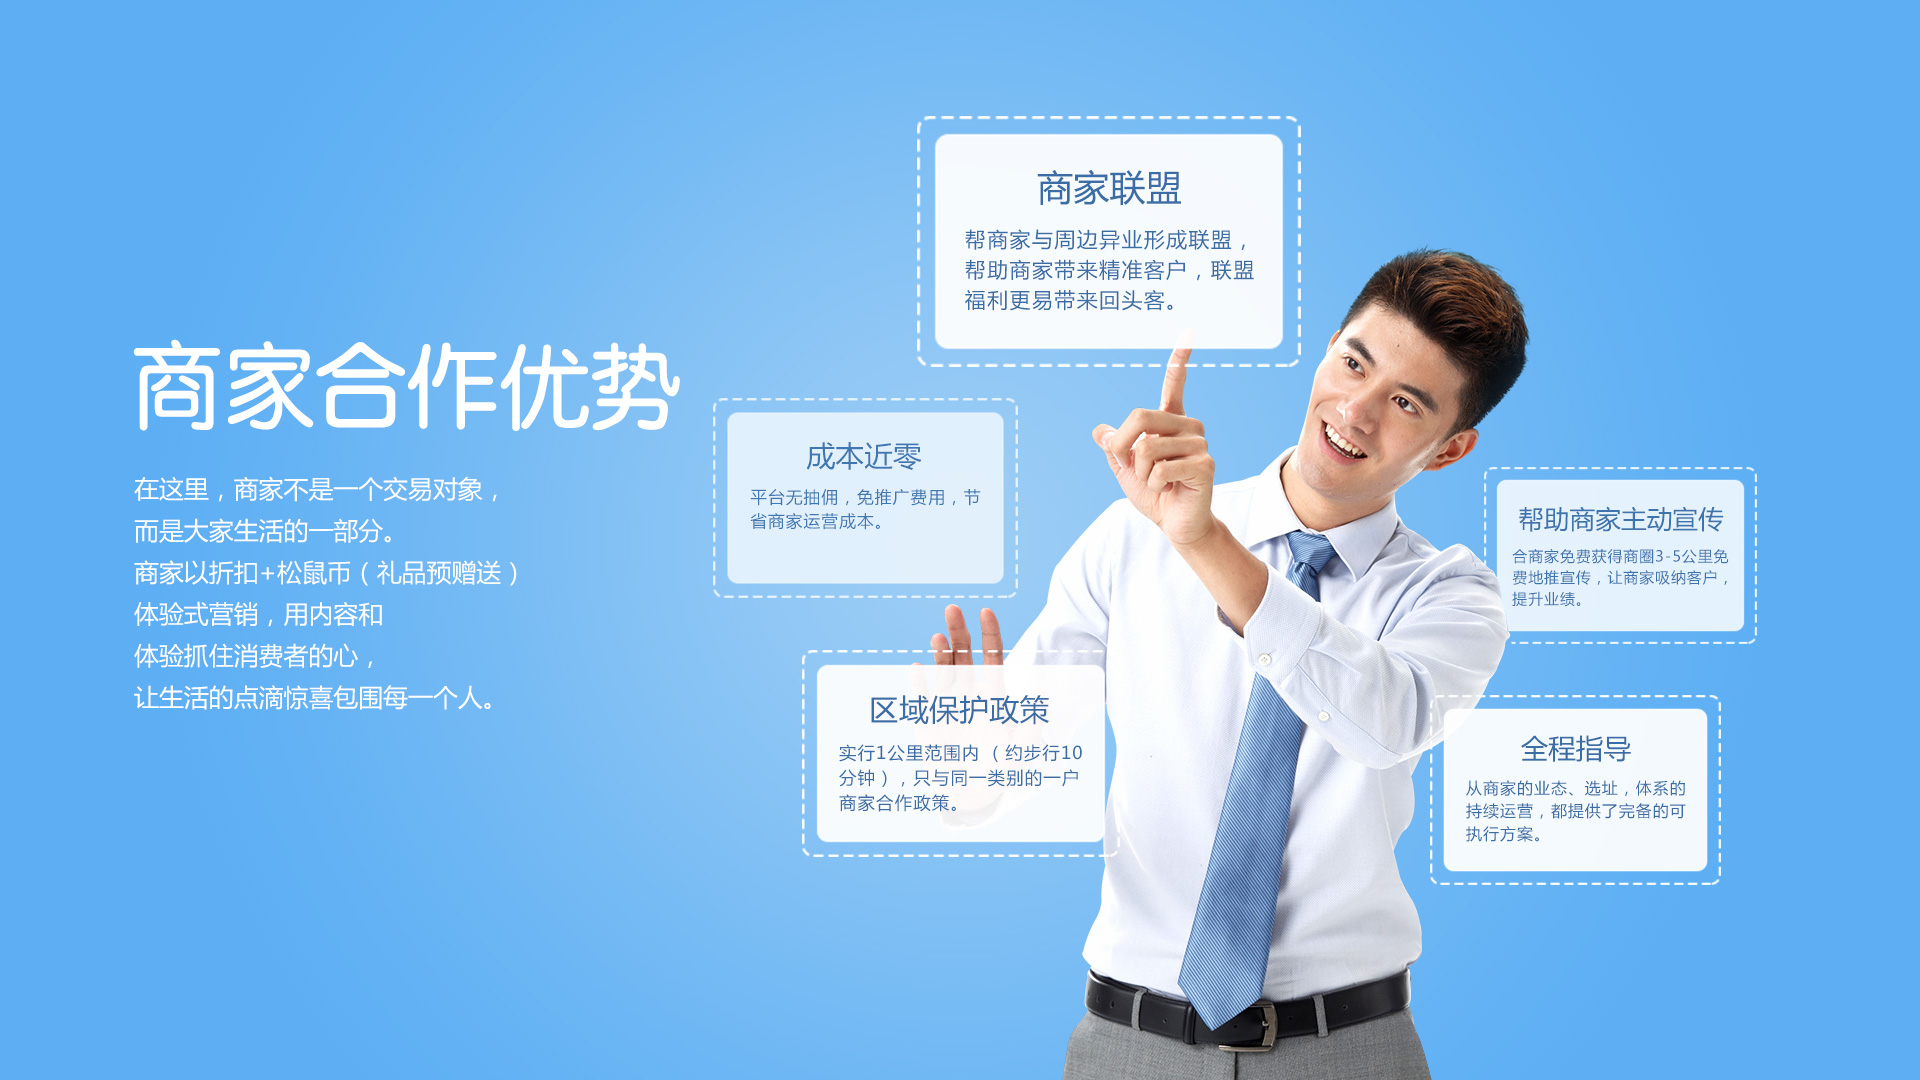 商家合作优势
在这里，商家不是一个交易对象，
而是大家生活的一部分。
商家以折扣+松鼠币（礼品预赠送）
体验式营销，用内容和
体验抓住消费者的心，
让生活的点滴惊喜包围每一个人。
商家联盟
帮商家与周边异业形成联盟，
帮助商家带来精准客户，联盟
福利更易带来回头客。
成本近零
平台无抽佣，免推广费用，节
省商家运营成本。
帮助商家主动宣传
合商家免费获得商圈3-5公里免
费地推宣传，让商家吸纳客户，
提升业绩。
区域保护政策
实行1公里范围内 （约步行10
分钟），只与同一类别的一户
商家合作政策。
全程指导
从商家的业态、选址，体系的
持续运营，都提供了完备的可
执行方案。